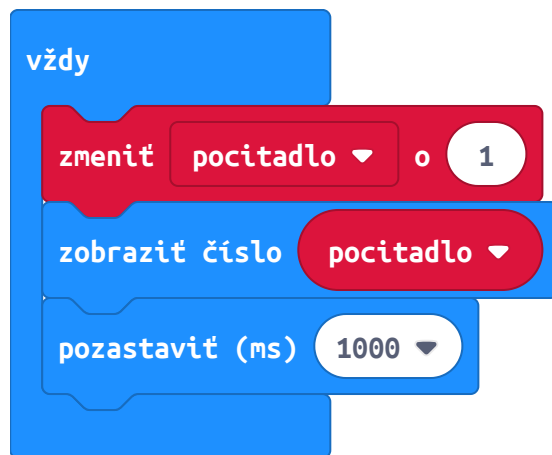 vždy
zmeniť pocitadlo o 1
zobraziť číslo pocitadlo
pozastaviť (ms) 1000